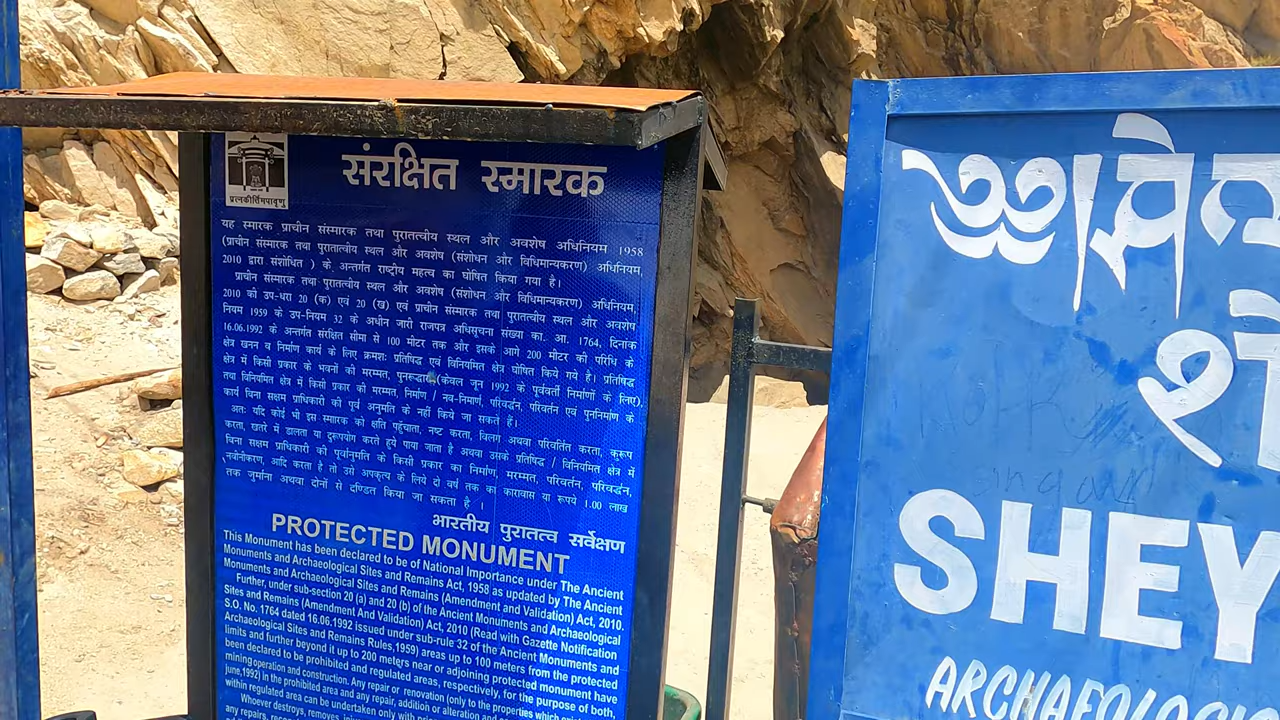 प्रत्नकीर्तिमपावृणु
संरक्षित स्मारक
यह स्मारक प्राचीन संस्मारक तथा पुरातत्वीय स्थल और अवशेष अधिनियम 1958
(प्राचीन संस्मारक तथा पुरातात्वीय स्थल और अवशेष (संशोधन और विधिमान्यकरण) अधिनियम,
2010 द्वारा संशोधित ) के अन्तर्गत राष्ट्रीय महत्व का घोषित किया गया है।
प्राचीन संस्मारक तथा पुरातत्वीय स्थल और अवशेष (संशोधन और विधिमान्यकरण) अधिनियम,
2010 की उप-धरा 20 (क) एवं 20 (ख) एवं प्राचीन संस्मारक तथा पुरातत्वीय स्थल और अवशेष
नियम 1959 के उप-नियम 32 के अधीन जारी राजपत्र अधिसूचना संख्या का. आ. 1764, दिनांक
16.06.1992 के अन्तर्गत संरक्षित सीमा से 100 मीटर तक और इसके आगे 200 मीटर की परिधि के
क्षेत्र खनन व निर्माण कार्य के लिए क्रमशः प्रतिषिद्ध एवं विनियमित क्षेत्र घोषित किये गये है। प्रतिषिद्ध
क्षेत्र में किसी प्रकार के भवनों की मरम्मत, पुनरूद्धार (केवल जून 1992 के पूर्ववर्ती निर्माणों के लिए),
तथा विनियमित क्षेत्र में किसी प्रकार की मरम्मत, निर्माण / नव-निमार्ण, परिवर्द्धन, परिवर्तन एवं पुनर्निमाण के
कार्य बिना सक्षम प्राधिकारी की पूर्व अनुमति के नहीं किये जा सकते है।
अतः यदि कोई भी इस स्मारक को क्षति पहुँचाता, नष्ट करता, विलग अथवा परिवर्तित करता, कुरूप
करता, खतरे में डालता या दुरूपयोग करते हुये पाया जाता है अथवा उसके प्रतिषिद्ध / विनियमित क्षेत्र में
बिना सक्षम प्राधिकारी की पूर्वानुमति के किसी प्रकार का निर्माण, मरम्मत, परिवर्तन, परिवर्द्धन,
नवीनीकरण, आदि करता है तो उसे अपकृत्य के लिये दो वर्ष तक का कारावास या रूपये 1.00 लाख
तक जुर्माना अथवा दोनों से दण्डित किया जा सकता है ।
भारतीय पुरातत्व सर्वेक्षण
PROTECTED MONUMENT
This Monument has been declared to be of National Importance under The Ancient
Monuments and Archaeological Sites and Remains Act, 1958 as updated by The Ancient
Monuments and Archaeological Sites and Remains (Amendment and Validation) Act, 2010.
Further, under sub-section 20 (a) and 20 (b) of the Ancient Monuments and Archaeological
Sites and Remains (Amendment And Validation) Act, 2010 (Read with Gazette Notification
S.O. No. 1764 dated 16.06.1992 issued under sub-rule 32 of the Ancient Monuments and
Archaeological Sites and Remains Rules,1959) areas up to 100 meters from the protected
limits and further beyond it up to 200 meters near or adjoining protected monument have
been declared to be prohibited and regulated areas, respectively, for the purpose of both,
mining operation and construction. Any repair or renovation (only to the properties which
june,1992) in the prohibited area and any repair, addition or alteration and
within regulated area can be undertaken only with
Whoever destroys, removes,
any repairs,
SHEY
ARCHAEOLOGIC